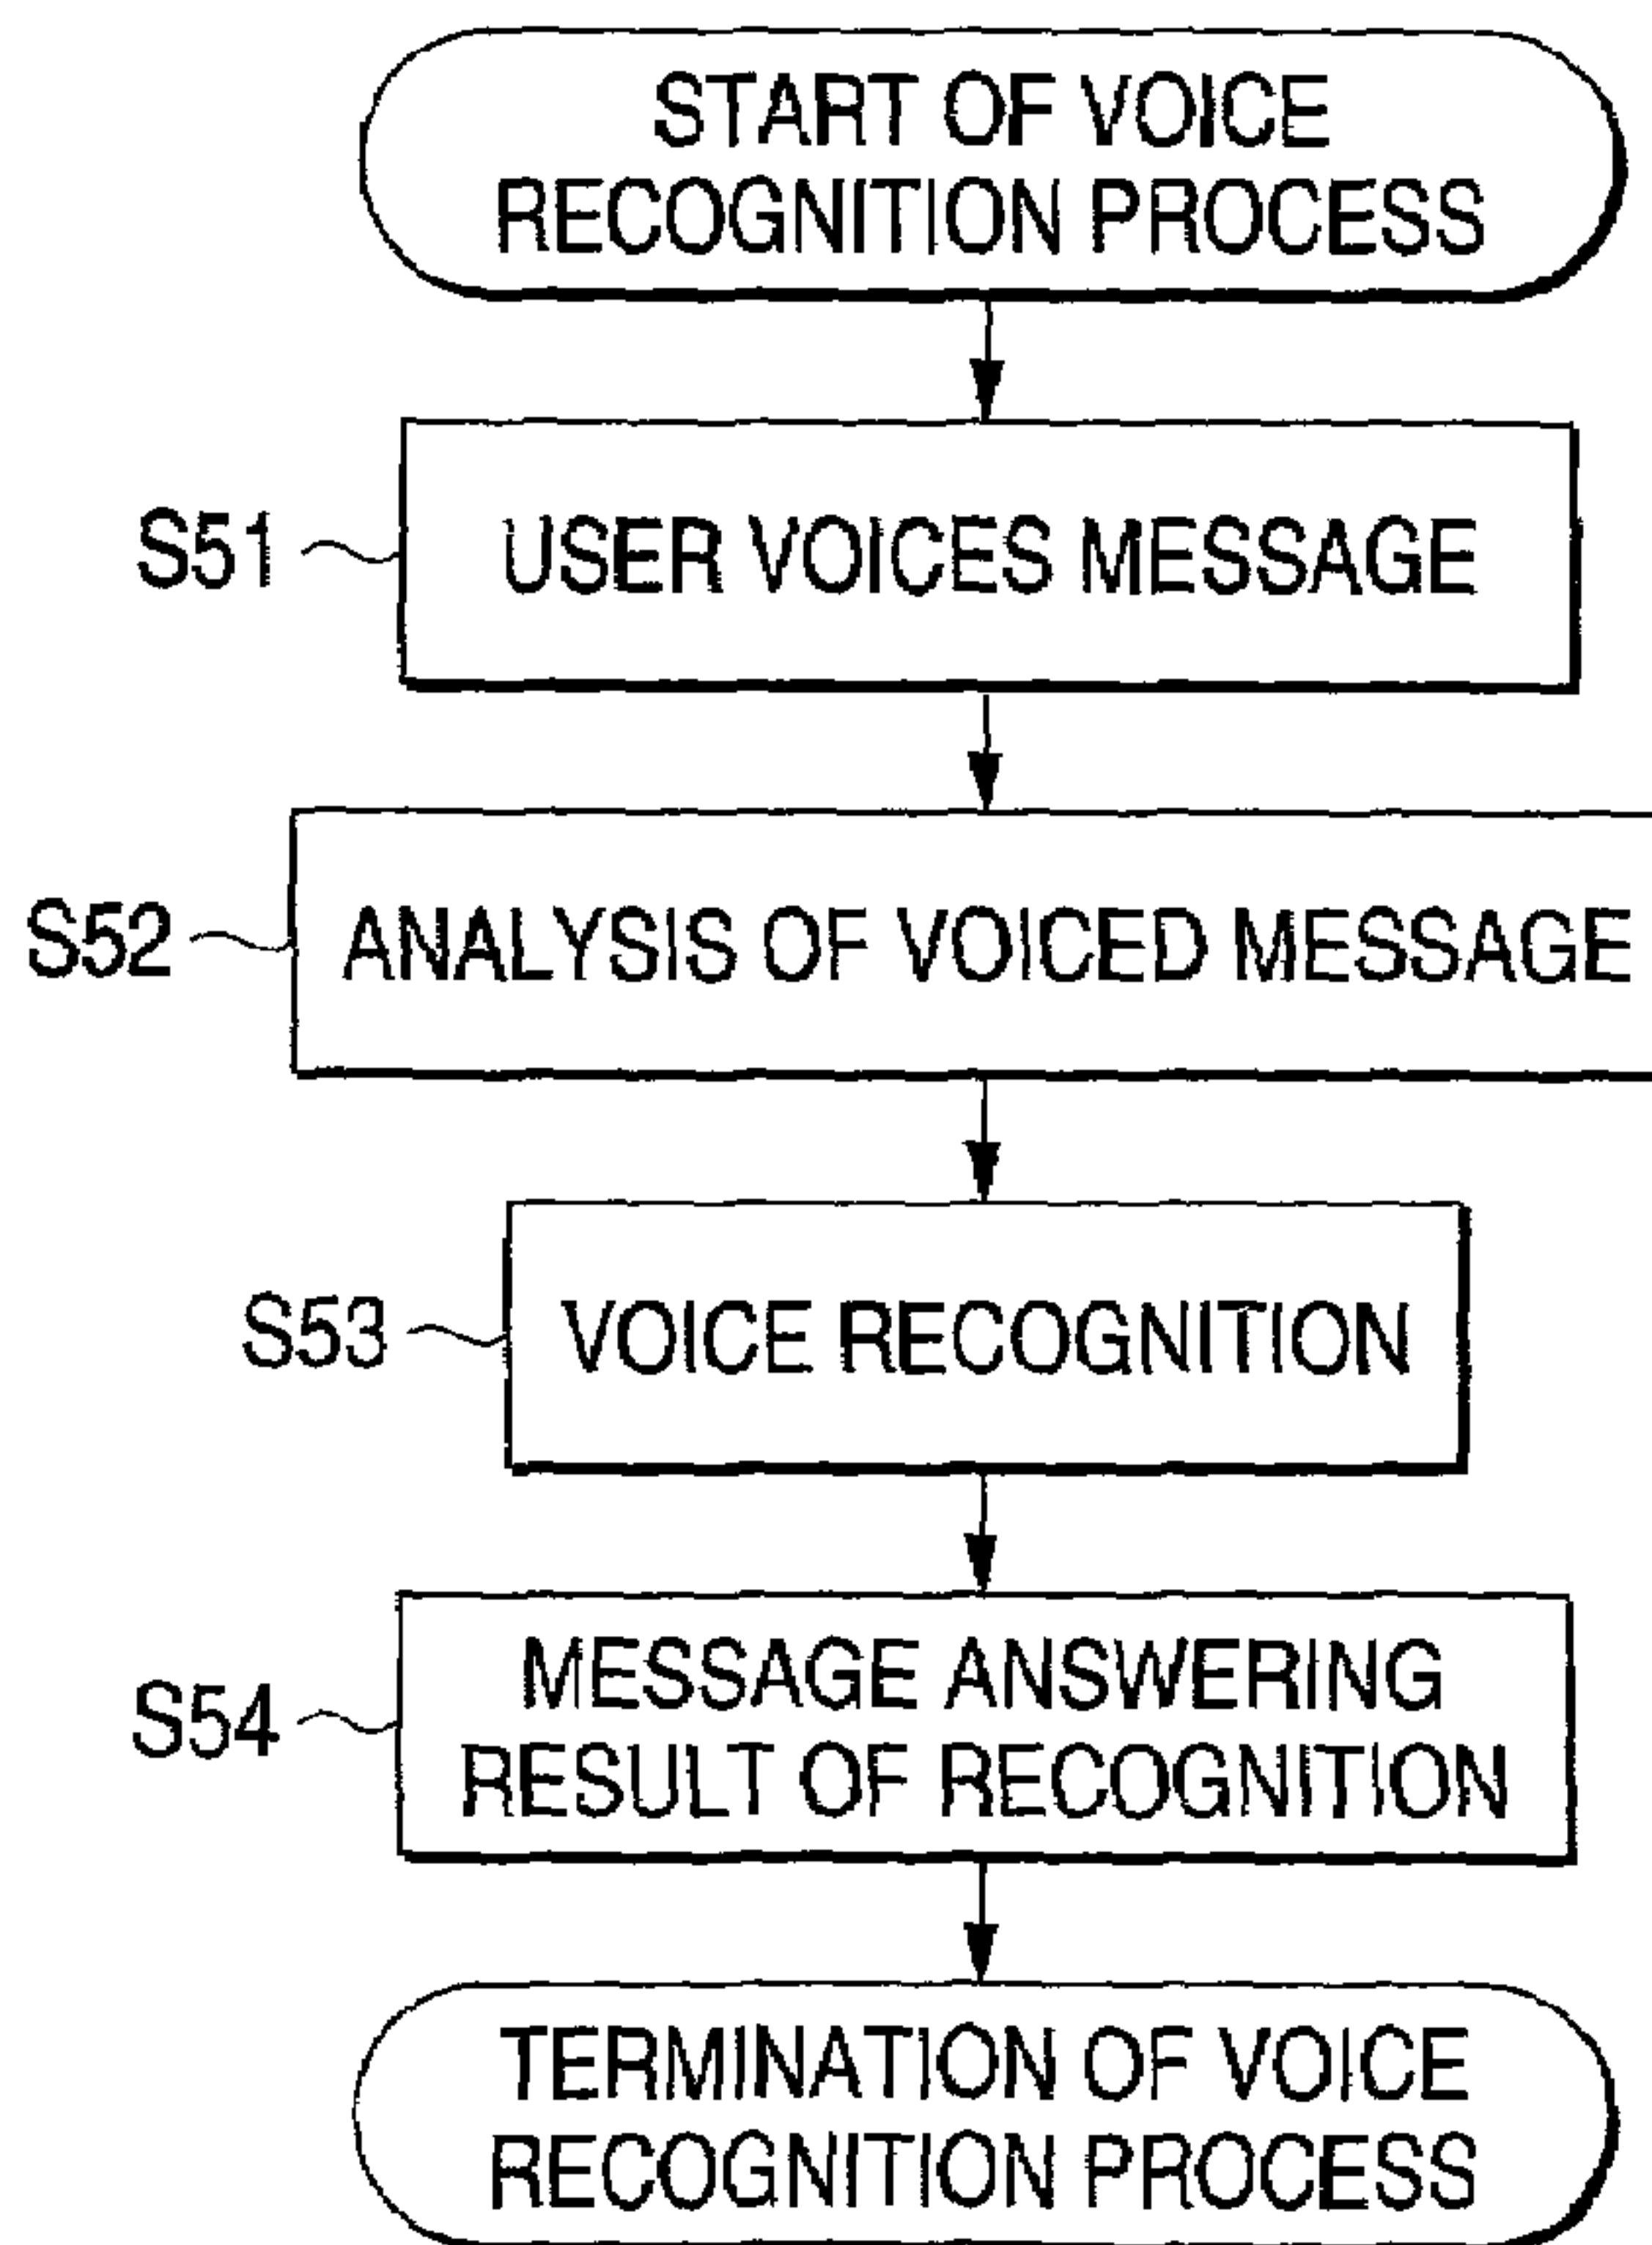 START OF VOICE
RECOGNITION PROCESS
S51
USER VOICES MESSAGE
S52
ANALYSIS OF VOICED MESSAGE
S53
VOICE RECOGNITION
S54
MESSAGE ANSWERING
RESULT OF RECOGNITION
TERMINATION OF VOICE
RECOGNITION PROCESS